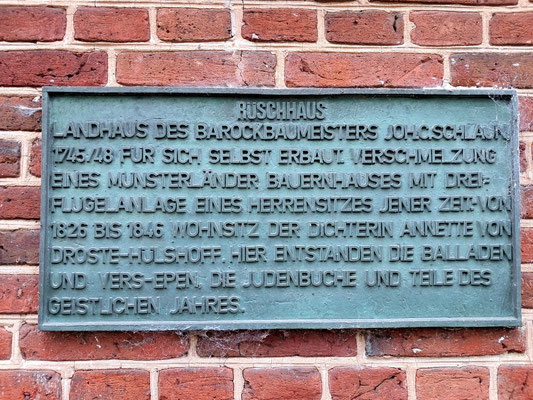 RÜSCHHAUS
LANDHAUS DES BAROCKBAUMEISTERS JOH.C.SCHLAUN,
1745/48 FÜR SICH SELBST ERBAUT. VERSCHMELZUNG
EINES MÜNSTERLÄNDER BAUERNHAUSES MIT DREI=
FLÜGELANLAGE EINES HERRENSITZES JENER ZEIT.VON
1826 BIS 1846 WOHNSITZ DER DICHTERIN ANNETTE VON
DROSTE-HÜLSHOFF. HIER ENTSTANDEN DIE BALLADEN
UND VERS-EPEN, DIE JUDENBUCHE UND TEILE DES
GEISTLICHEN JAHRES.